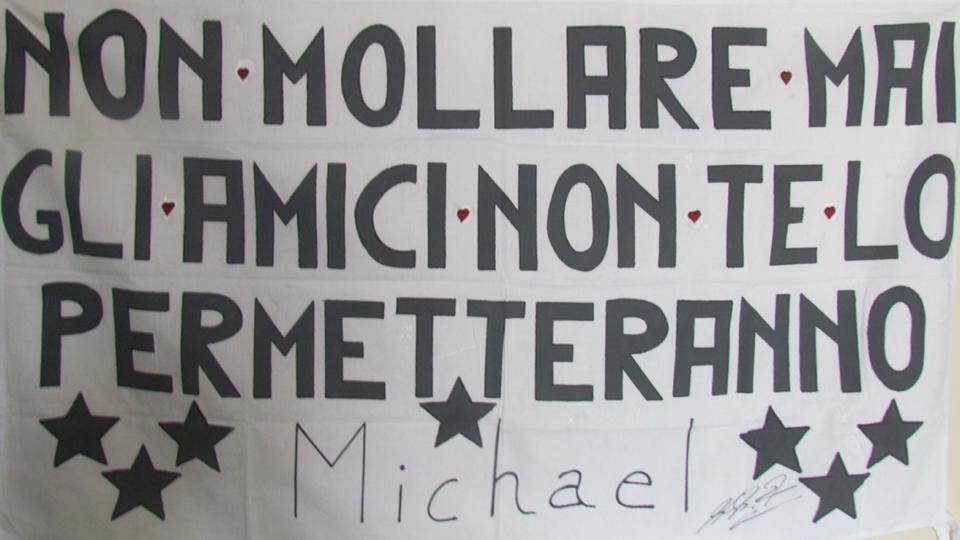 NON MOLLARE MAI
GLI AMICI NON TE LO
PERMETTERANNO
Michael